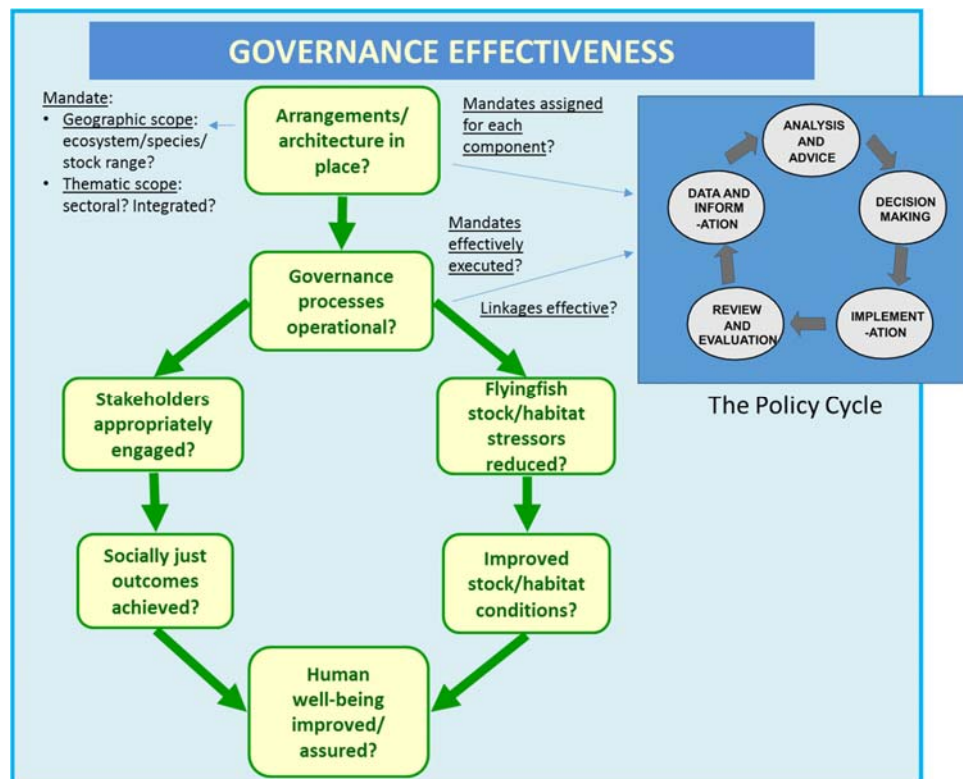 GOVERNANCE EFFECTIVENESS
Mandate:
• Geographic scope:
ecosystem/species/
stock range?
• Thematic scope:
sectoral? Integrated?
Arrangements/
architecture in
place?
Mandates assigned
for each
component?
Mandates
effectively
executed?
Linkages effective?
Governance
processes
operational?
Stakeholders
appropriately
engaged?
Flyingfish
stock/habitat
stressors
reduced?
Socially just
outcomes
achieved?
Improved
stock/habitat
conditions?
Human
well-being
improved/
assured?
ANALYSIS
AND
ADVICE
DECISION
MAKING
IMPLEMENT
-ATION
REVIEW
AND
EVALUATION
DATA AND
INFORM
-ATION
The Policy Cycle